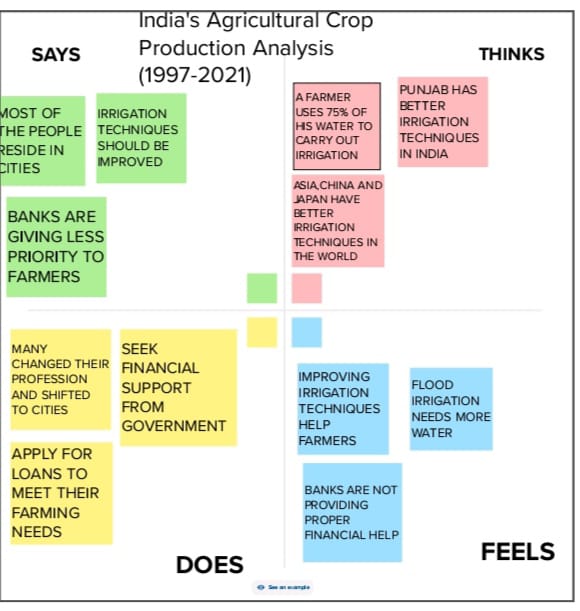 India's Agricultural Crop
Production Analysis
(1997-2021)
SAYS
THINKS
MOST OF
THE PEOPLE
RESIDE IN
CITIES
IRRIGATION
TECHNIQUES
SHOULD BE
IMPROVED
BANKS ARE
GIVING LESS
PRIORITY TO
FARMERS
A FARMER
USES 75% OF
HIS WATER TO
CARRY OUT
IRRIGATION
PUNJAB HAS
BETTER
IRRIGATION
TECHNIQUES
IN INDIA
ASIA,CHINA AND
JAPAN HAVE
BETTER
IRRIGATION
TECHNIQUES IN
THE WORLD
MANY
CHANGED THEIR
PROFESSION
AND SHIFTED
TO CITIES
SEEK
FINANCIAL
SUPPORT
FROM
GOVERNMENT
APPLY FOR
LOANS TO
MEET THEIR
FARMING
NEEDS
IMPROVING
IRRIGATION
TECHNIQUES
HELP
FARMERS
FLOOD
IRRIGATION
NEEDS MORE
WATER
BANKS ARE NOT
PROVIDING
PROPER
FINANCIAL HELP
DOES
FEELS
See an example